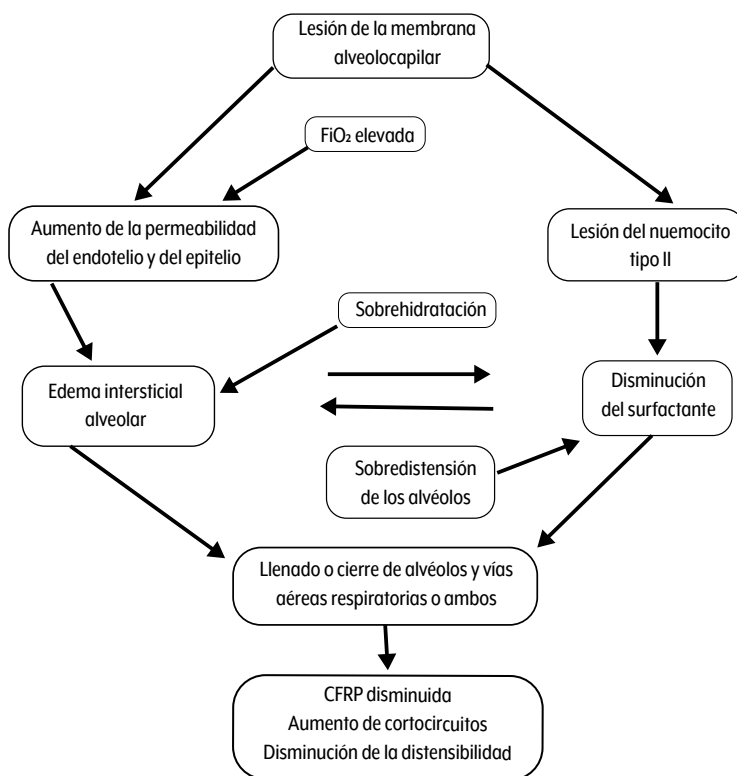 Lesión de la membrana
alveolocapilar
FiO₂ elevada
Aumento de la permeabilidad
del endotelio y del epitelio
Lesión del nuemocito
tipo II
Sobrehidratación
Edema intersticial
alveolar
Disminución
del surfactante
Sobredistensión
de los alvéolos
Llenado o cierre de alvéolos y vías
aéreas respiratorias o ambos
CFRP disminuida
Aumento de cortocircuitos
Disminución de la distensibilidad